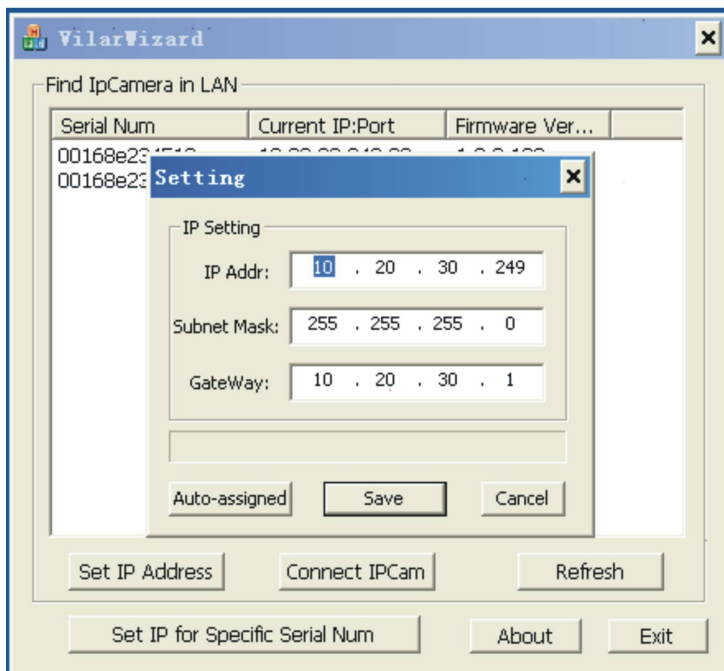 VilarWizard
Find IpCamera in LAN
Serial Num Current IP:Port Firmware Ver...
00168e23
00168e23
Setting
IP Setting
IP Addr: 10 . 20 . 30 . 249
Subnet Mask: 255 . 255 . 255 . 0
GateWay: 10 . 20 . 30 . 1
Auto-assigned Save Cancel
Set IP Address Connect IPCam Refresh
Set IP for Specific Serial Num About Exit